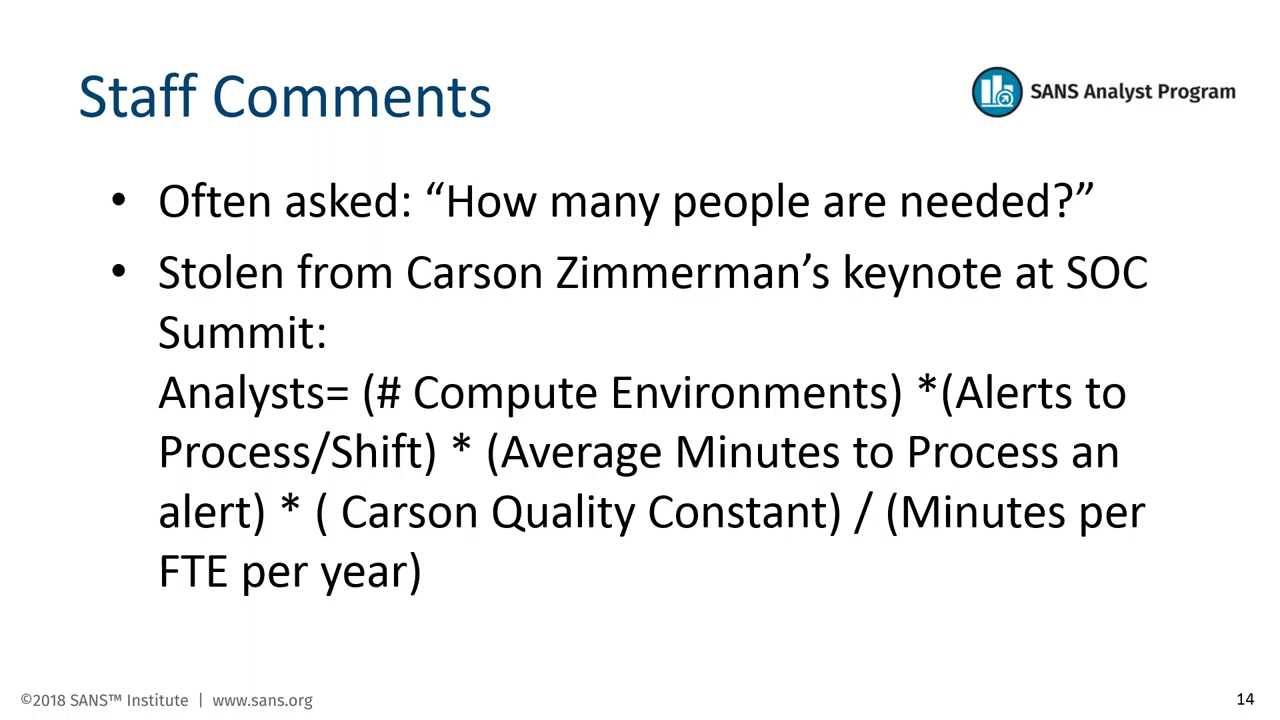 Staff Comments
SANS Analyst Program
• Often asked: “How many people are needed?”
• Stolen from Carson Zimmerman’s keynote at SOC
Summit:
Analysts= (# Compute Environments) *(Alerts to
Process/Shift) * (Average Minutes to Process an
alert) * ( Carson Quality Constant) / (Minutes per
FTE per year)
©2018 SANS™ Institute | www.sans.org
14